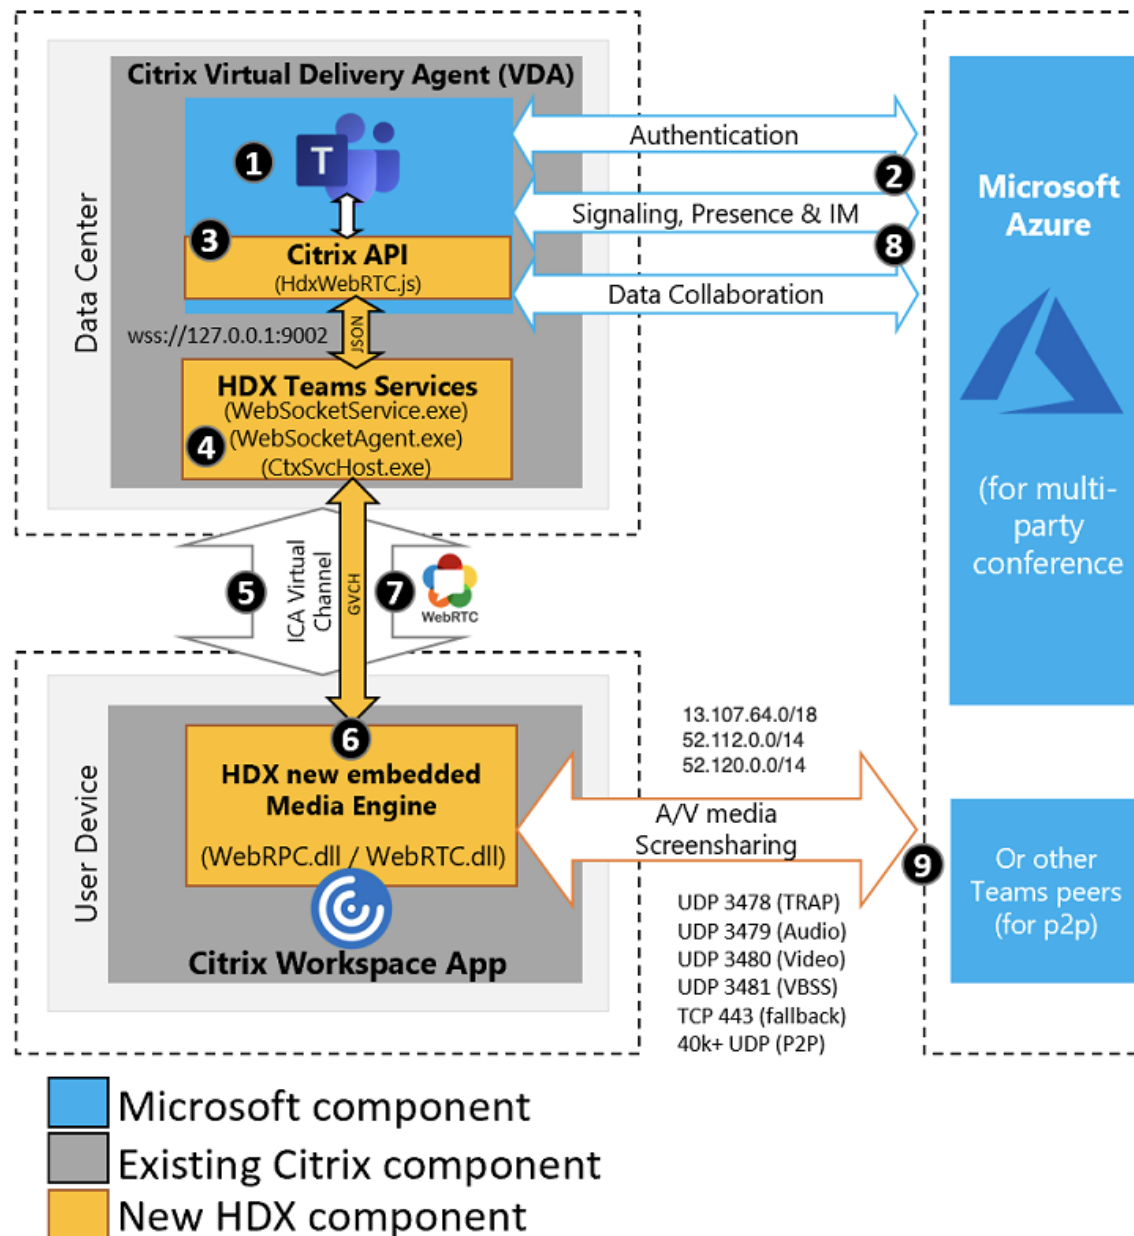 Citrix Virtual Delivery Agent (VDA)
1
T
Authentication
2
Signaling, Presence & IM
8
Data Collaboration
3
Citrix API
(HdxWebRTC.js)
wss://127.0.0.1:9002
JSON
HDX Teams Services
(WebSocketService.exe)
(WebSocketAgent.exe)
4
(CtxSvcHost.exe)
Data Center
Microsoft
Azure
(for multi-
party
conference
5
ICA Virtual
Channel
GVCH
7
WebRTC
6
HDX new embedded
Media Engine
(WebRPC.dll / WebRTC.dll)
Citrix Workspace App
User Device
13.107.64.0/18
52.112.0.0/14
52.120.0.0/14
A/V media
Screensharing
9
UDP 3478 (TRAP)
UDP 3479 (Audio)
UDP 3480 (Video)
UDP 3481 (VBSS)
TCP 443 (fallback)
40k+ UDP (P2P)
Or other
Teams peers
(for p2p)
Microsoft component
Existing Citrix component
New HDX component